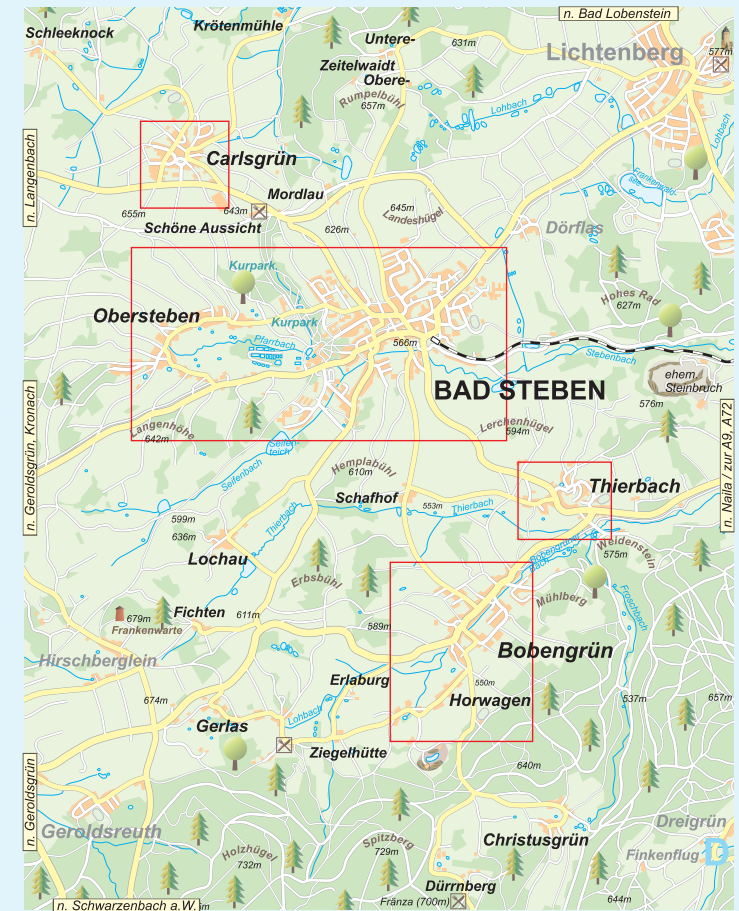 n. Bad Lobenstein
Krötenmühle
Schleeknock
Untere-
631m
Lichtenberg
577m
Zeitelwaidt
Obere-
Rumpelbühl
657m
Lohbach
Lohbach
n. Langenbach
Carlsgrün
Frankenwald-
see
Mordlau
655m
643m
645m
Landeshügel
Schöne Aussicht
626m
Dörflas
Kurpark
Hohes Rad
627m
Obersteben
Kurpark
Pfarrbach
566m
Stebenbach
ehem.
Steinbruch
BAD STEBEN
576m
n. Geroldsgrün, Kronach
n. Naila / zur A9, A72
Langenhöhe
642m
Lerchenhügel
594m
Seifen-
teich
Seifenbach
Hemplabühl
610m
Thierbach
Schafhof
553m
Thierbach
Thierbach
599m
636m
Lochau
Bobengrüner
Bach
Weidenstein
575m
Erbsbühl
Mühlberg
Froschbach
679m
Fichten
611m
Frankenwarte
589m
Hirschberglein
Bobengrün
Erlaburg
550m
674m
Horwagen
537m
657m
Lohbach
Gerlas
Ziegelhütte
n. Geroldsgrün
640m
Geroldsreuth
Dreigrün
Christusgrün
Spitzberg
729m
Holzhügel
732m
Finkenflug
D
Dürrnberg
Fränza (700m)
644m
n. Schwarzenbach a.W.